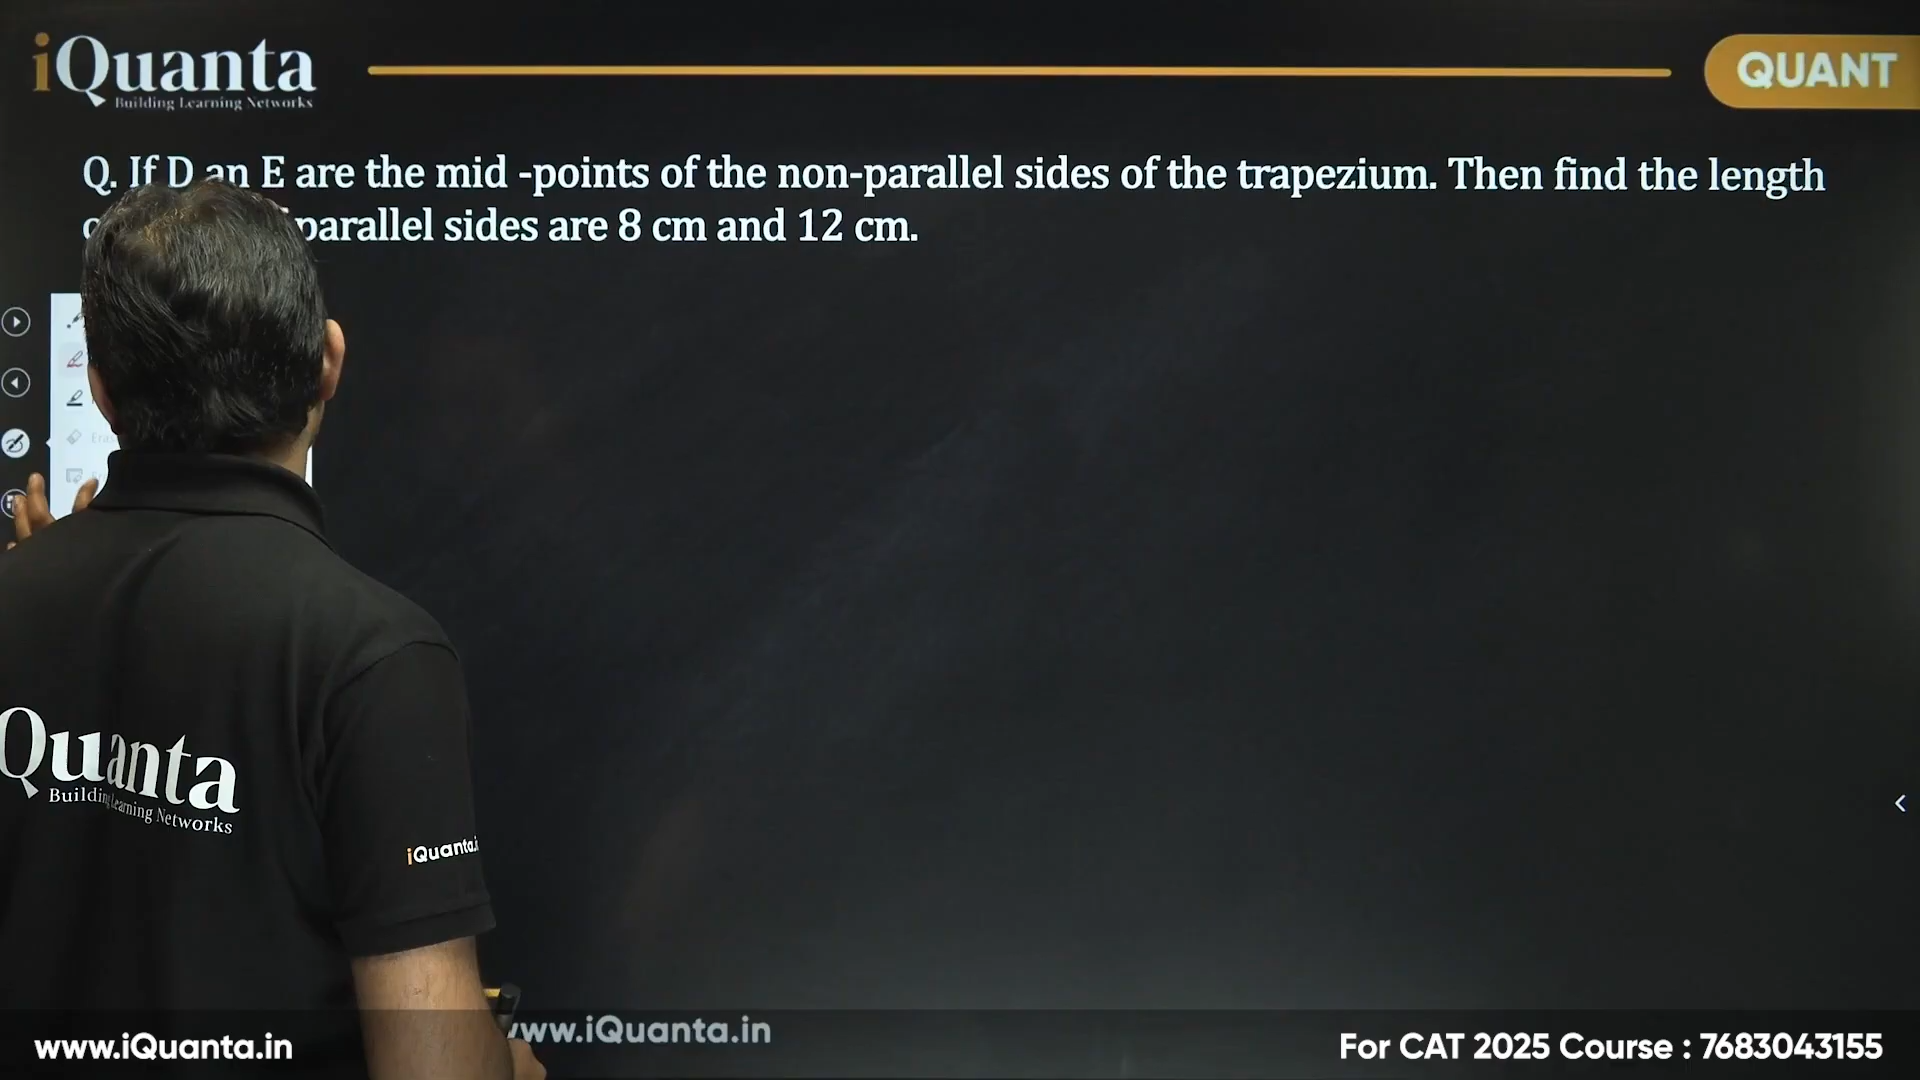 iQuanta
Building Learning Networks
QUANT
Q. If D an E are the mid -points of the non-parallel sides of the trapezium. Then find the length
parallel sides are 8 cm and 12 cm.
Quanta
Building Learning Networks
iQuanta.i
www.iQuanta.in
www.iQuanta.in
For CAT 2025 Course : 7683043155